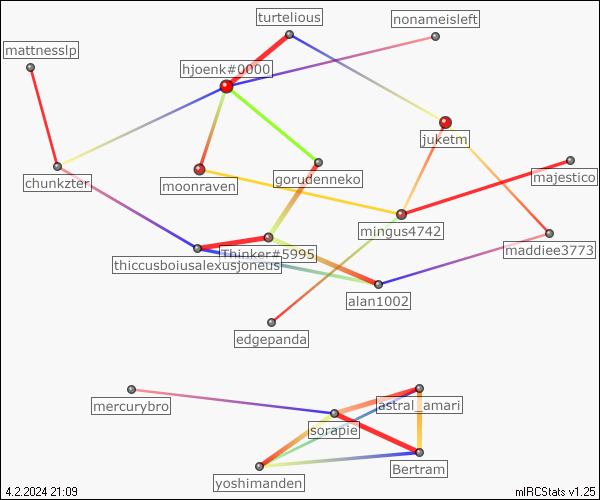 turtelious
nonameisleft
mattnesslp
hjoenk#0000
juketm
chunkzter
moonraven
gorudenneko
majestico
mingus4742
maddiee3773
Thinker#5995
thiccusboiusalexusjoneus
alan1002
edgepanda
mercurybro
astral_amari
sorapie
Bertram
yoshimanden
4.2.2024 21:09
mIRCStats v1.25